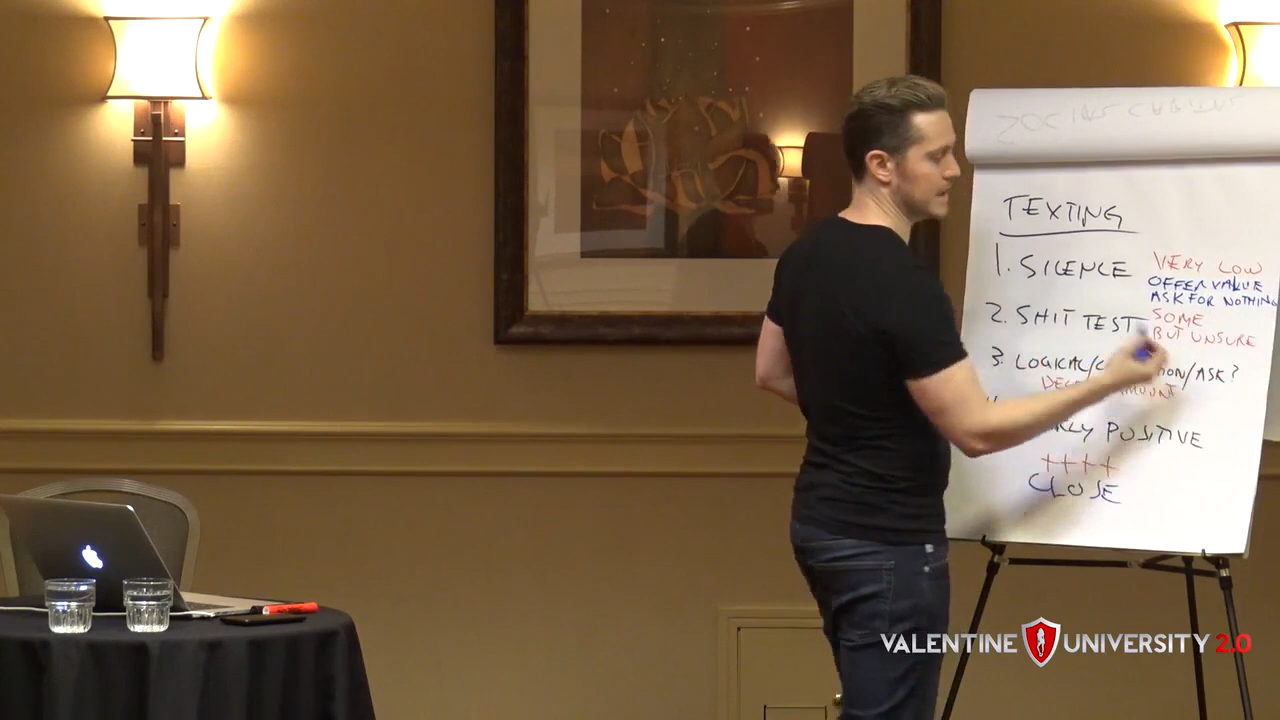 TEXTING
1. SILENCE
VERY LOW
OFFER VALUE
ASK FOR NOTHING
2. SHIT TEST
SOME
BUT UNSURE
3. LOGICAL/ /ASK?
POSITIVE
++++
CLOSE
VALENTINE UNIVERSITY 2.0